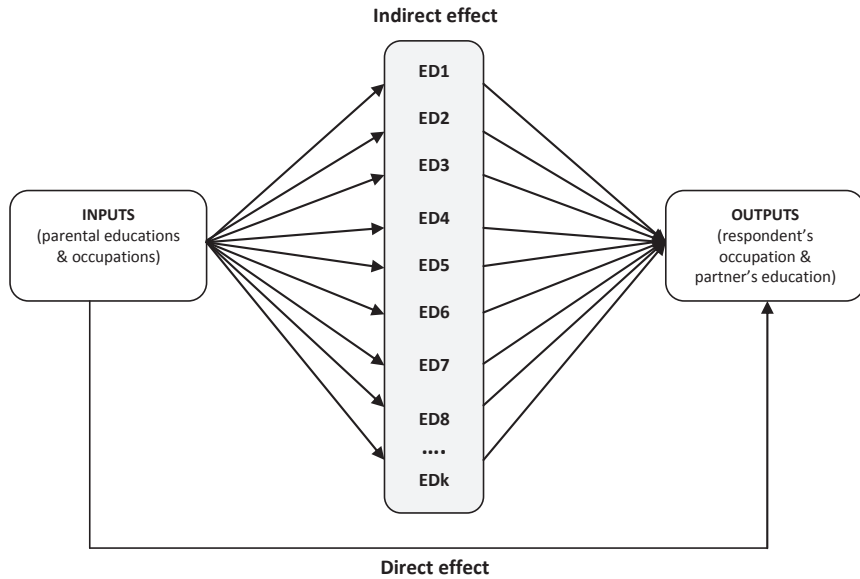 Indirect effect
ED1
ED2
ED3
ED4
ED5
ED6
ED7
ED8
....
EDk
INPUTS
(parental educations
& occupations)
OUTPUTS
(respondent’s
occupation &
partner’s education)
Direct effect